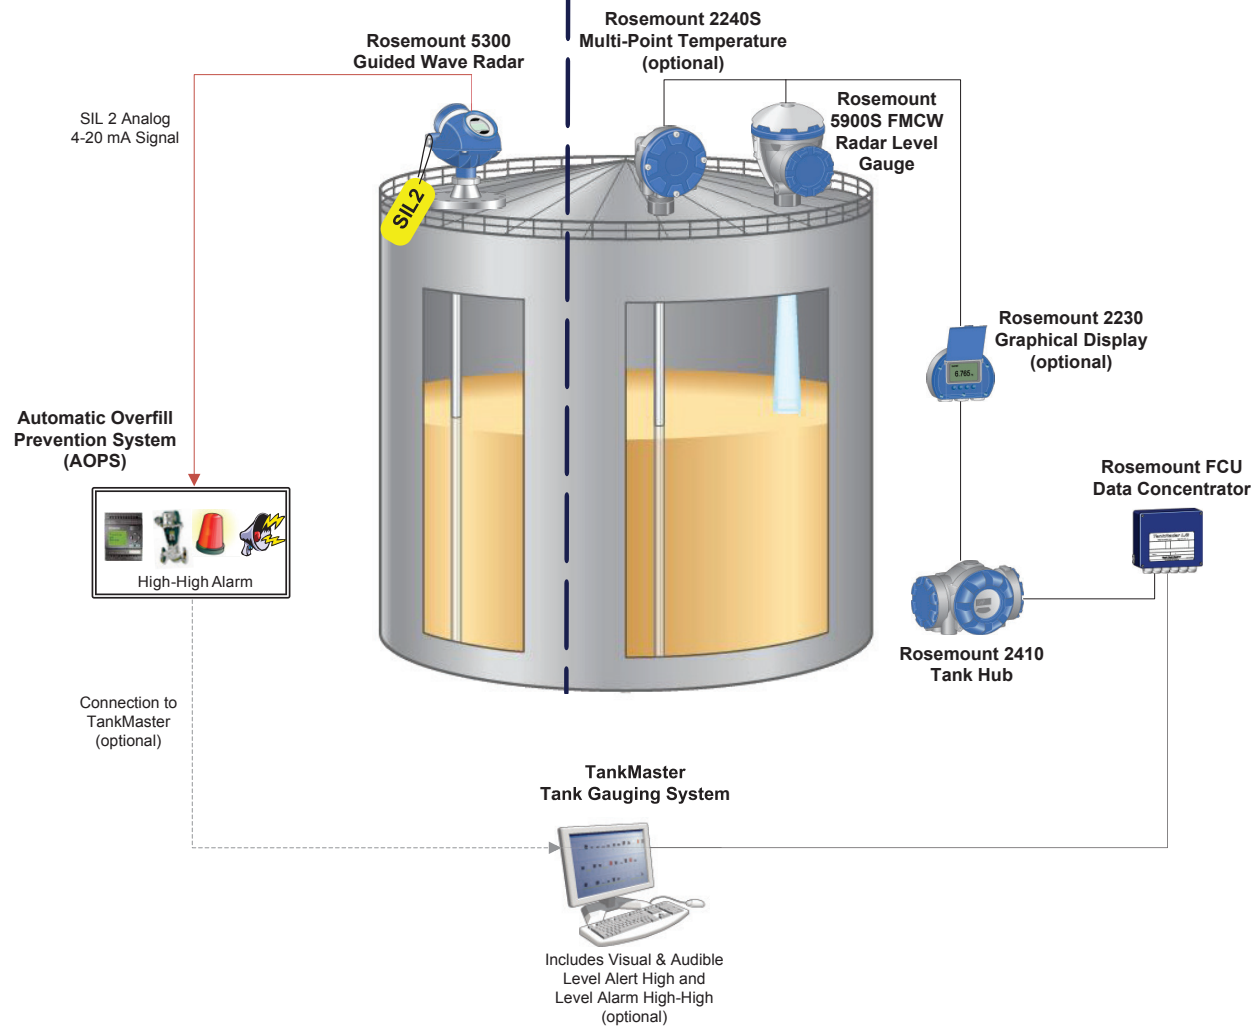 Rosemount 5300
Guided Wave Radar
Rosemount 2240S
Multi-Point Temperature
(optional)
Rosemount
5900S FMCW
Radar Level
Gauge
SIL 2 Analog
4-20 mA Signal
SIL2
Rosemount 2230
Graphical Display
(optional)
6.765
Automatic Overfill
Prevention System
(AOPS)
High-High Alarm
Rosemount FCU
Data Concentrator
Rosemount 2410
Tank Hub
Connection to
TankMaster
(optional)
TankMaster
Tank Gauging System
Includes Visual & Audible
Level Alert High and
Level Alarm High-High
(optional)